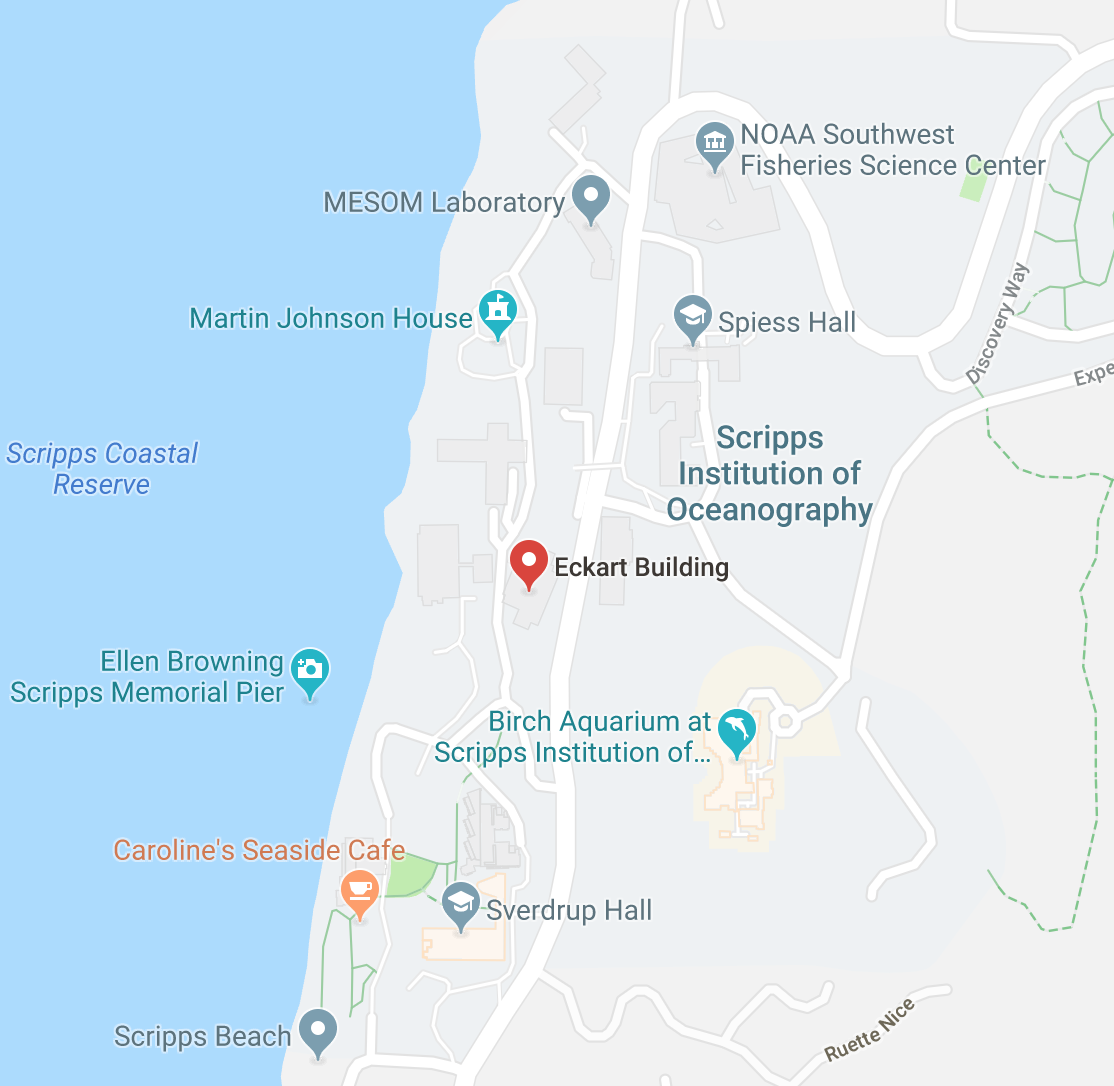 NOAA Southwest
Fisheries Science Center
MESOM Laboratory
Martin Johnson House
Spiess Hall
Discovery Way
Expe
Scripps
Institution of
Oceanography
Scripps Coastal
Reserve
Eckart Building
Ellen Browning
Scripps Memorial Pier
Birch Aquarium at
Scripps Institution of...
Caroline's Seaside Cafe
Sverdrup Hall
Scripps Beach
Ruette Nice